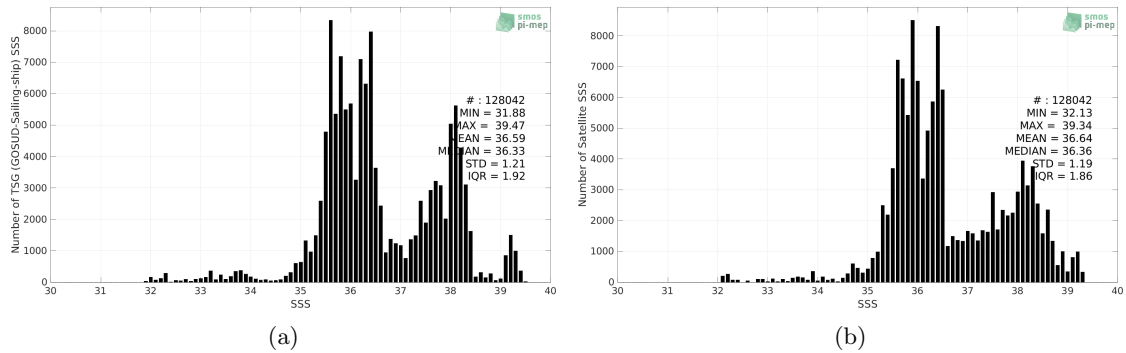 smos
pi-mep
Number of TSG (GOSUD-Sailing-ship) SSS
8000
7000
6000
5000
4000
3000
2000
1000
0
# : 128042
MIN = 31.88
MAX = 39.47
MEAN = 36.59
MEDIAN = 36.33
STD = 1.21
IQR = 1.92
30 31 32 33 34 35 36 37 38 39 40
SSS
(a)
smos
pi-mep
Number of Satellite SSS
8000
7000
6000
5000
4000
3000
2000
1000
0
# : 128042
MIN = 32.13
MAX = 39.34
MEAN = 36.64
MEDIAN = 36.36
STD = 1.19
IQR = 1.86
30 31 32 33 34 35 36 37 38 39 40
SSS
(b)